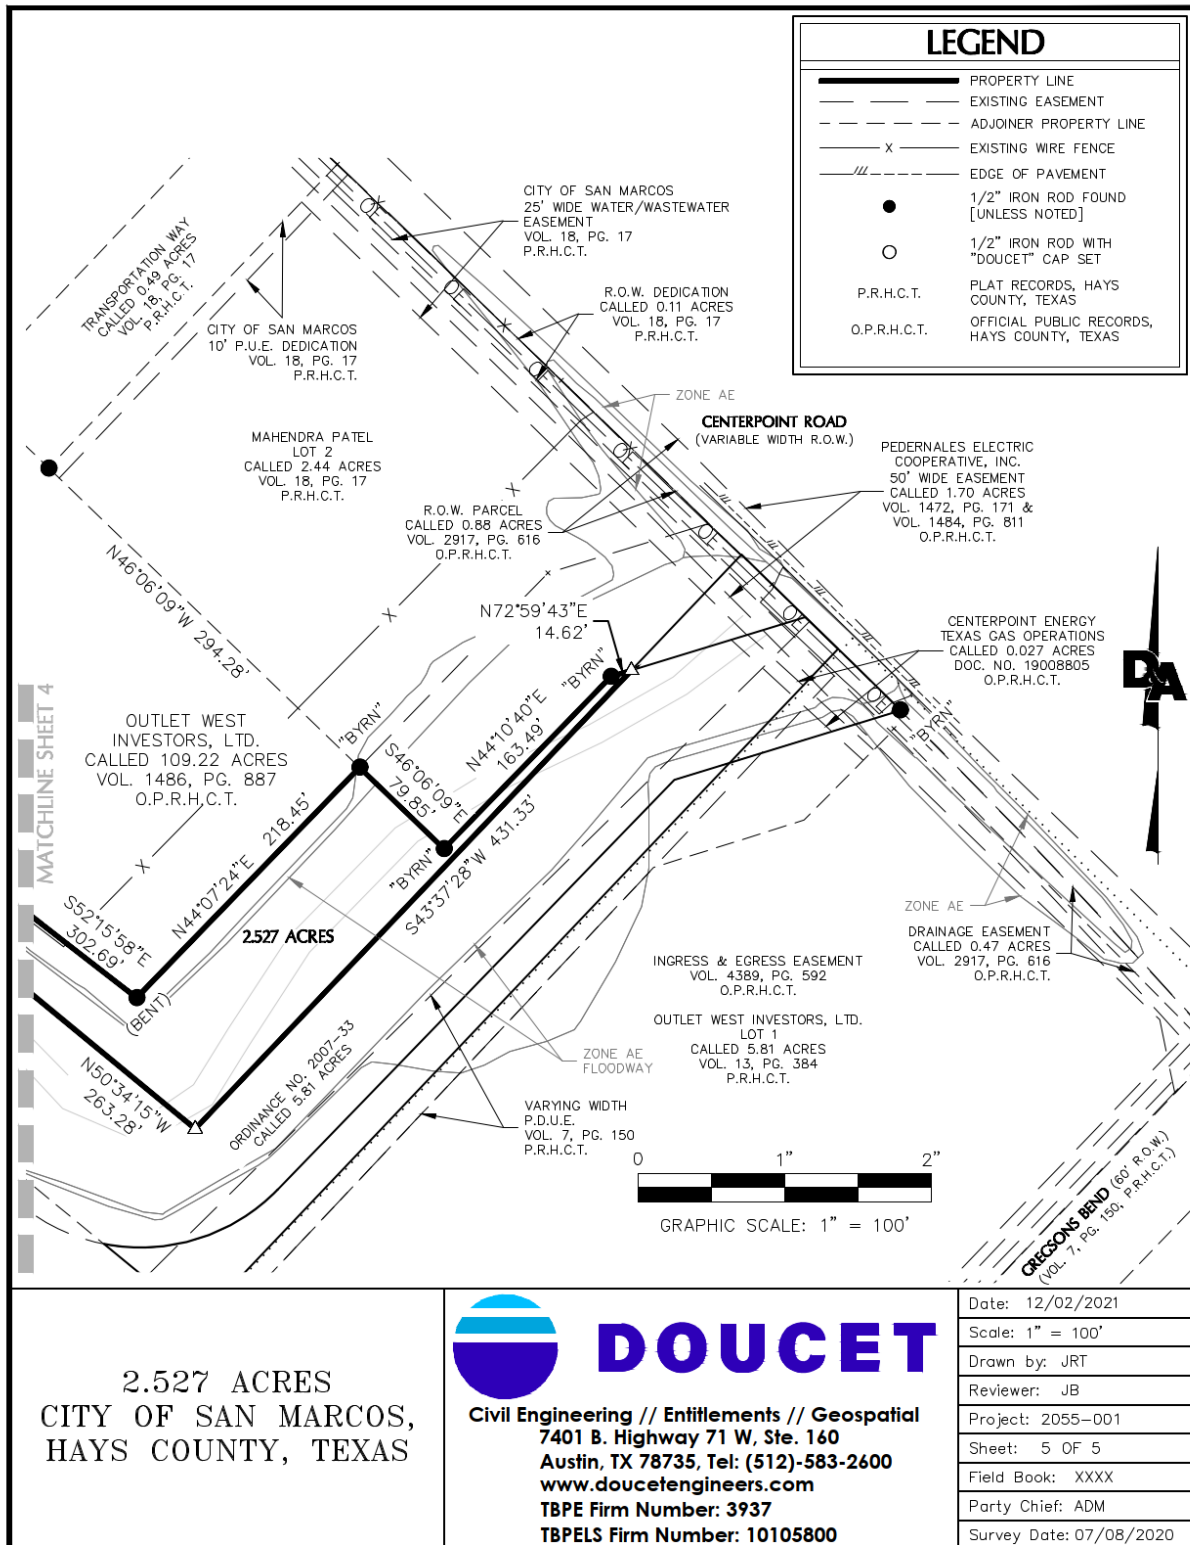 LEGEND
PROPERTY LINE
EXISTING EASEMENT
ADJOINER PROPERTY LINE
X
EXISTING WIRE FENCE
EDGE OF PAVEMENT
1/2" IRON ROD FOUND
[UNLESS NOTED]
1/2" IRON ROD WITH
"DOUCET" CAP SET
P.R.H.C.T.
PLAT RECORDS, HAYS
COUNTY, TEXAS
O.P.R.H.C.T.
OFFICIAL PUBLIC RECORDS,
HAYS COUNTY, TEXAS
CITY OF SAN MARCOS
25' WIDE WATER/WASTEWATER
EASEMENT
VOL. 18, PG. 17
P.R.H.C.T.
TRANSPORTATION WAY
CALLED 0.49 ACRES
VOL. 18, PG. 17
P.R.H.C.T.
R.O.W. DEDICATION
CALLED 0.11 ACRES
VOL. 18, PG. 17
P.R.H.C.T.
CITY OF SAN MARCOS
10' P.U.E. DEDICATION
VOL. 18, PG. 17
P.R.H.C.T.
ZONE AE
CENTERPOINT ROAD
(VARIABLE WIDTH R.O.W.)
MAHENDRA PATEL
LOT 2
CALLED 2.44 ACRES
VOL. 18, PG. 17
P.R.H.C.T.
PEDERNALES ELECTRIC
COOPERATIVE, INC.
50' WIDE EASEMENT
CALLED 1.70 ACRES
VOL. 1472, PG. 171 &
VOL. 1484, PG. 811
O.P.R.H.C.T.
R.O.W. PARCEL
CALLED 0.88 ACRES
VOL. 2917, PG. 616
O.P.R.H.C.T.
N46°06'09"W 294.28'
N72°59'43"E
14.62'
CENTERPOINT ENERGY
TEXAS GAS OPERATIONS
CALLED 0.027 ACRES
DOC. NO. 19008805
O.P.R.H.C.T.
DA
"BYRN"
"BYRN"
"BYRN"
"BYRN"
MATCHLINE SHEET 4
OUTLET WEST
INVESTORS, LTD.
CALLED 109.22 ACRES
VOL. 1486, PG. 887
O.P.R.H.C.T.
S46°06'09"E
79.85'
N44°10'40"E
163.49'
N44°07'24"E 218.45'
S43°37'28"W 431.33'
S52°15'58"E
302.69'
2.527 ACRES
(BENT)
ZONE AE
DRAINAGE EASEMENT
CALLED 0.47 ACRES
VOL. 2917, PG. 616
O.P.R.H.C.T.
INGRESS & EGRESS EASEMENT
VOL. 4389, PG. 592
O.P.R.H.C.T.
OUTLET WEST INVESTORS, LTD.
LOT 1
CALLED 5.81 ACRES
VOL. 13, PG. 384
P.R.H.C.T.
N50°34'15"W
263.28'
ORDINANCE NO. 2007-33
CALLED 5.81 ACRES
ZONE AE
FLOODWAY
VARYING WIDTH
P.D.U.E.
VOL. 7, PG. 150
P.R.H.C.T.
GREGSONS BEND (60' R.O.W.)
(VOL. 7, PG. 150, P.R.H.C.T.)
0 1" 2"
GRAPHIC SCALE: 1" = 100'
2.527 ACRES
CITY OF SAN MARCOS,
HAYS COUNTY, TEXAS
DOUCET
Civil Engineering // Entitlements // Geospatial
7401 B. Highway 71 W, Ste. 160
Austin, TX 78735, Tel: (512)-583-2600
www.doucetengineers.com
TBPE Firm Number: 3937
TBPELS Firm Number: 10105800
Date: 12/02/2021
Scale: 1" = 100'
Drawn by: JRT
Reviewer: JB
Project: 2055-001
Sheet: 5 OF 5
Field Book: XXXX
Party Chief: ADM
Survey Date: 07/08/2020